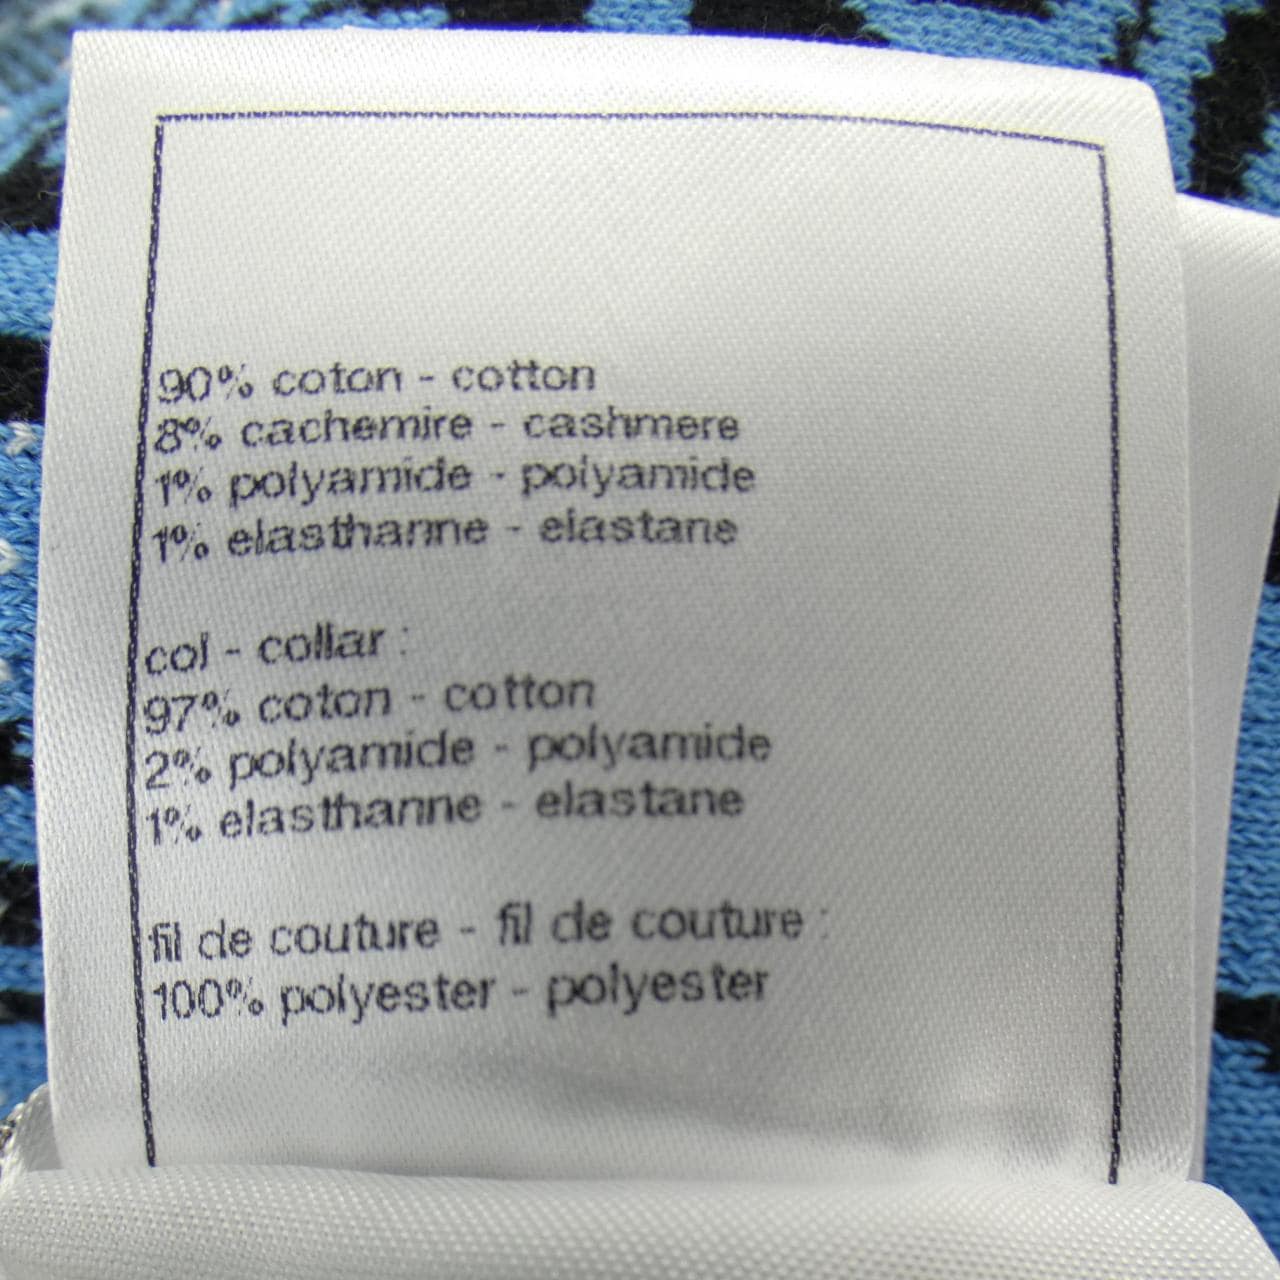 90% coton - cotton
8% cachemire - cashmere
1% polyamide - polyamide
1% elasthanne - elastane
col - collar :
97% coton - cotton
2% polyamide - polyamide
1% elasthanne - elastane
fil de couture - fil de couture :
100% polyester - polyester